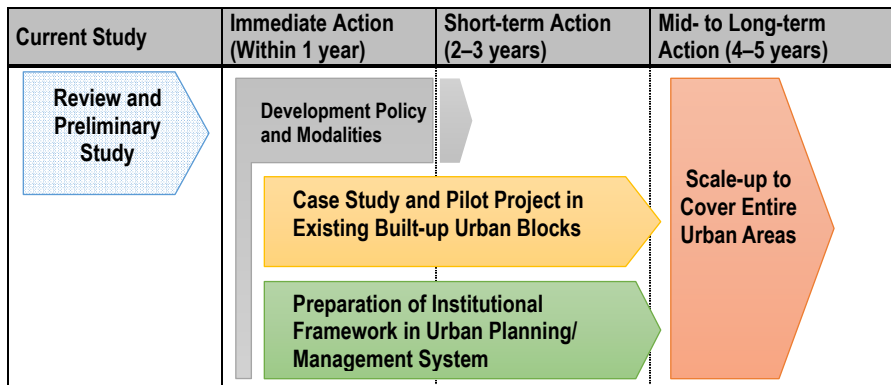 Current Study
Immediate Action
(Within 1 year)
Short-term Action
(2–3 years)
Mid- to Long-term
Action (4–5 years)
Review and
Preliminary
Study
Development Policy
and Modalities
Case Study and Pilot Project in
Existing Built-up Urban Blocks
Preparation of Institutional
Framework in Urban Planning/
Management System
Scale-up to
Cover Entire
Urban Areas